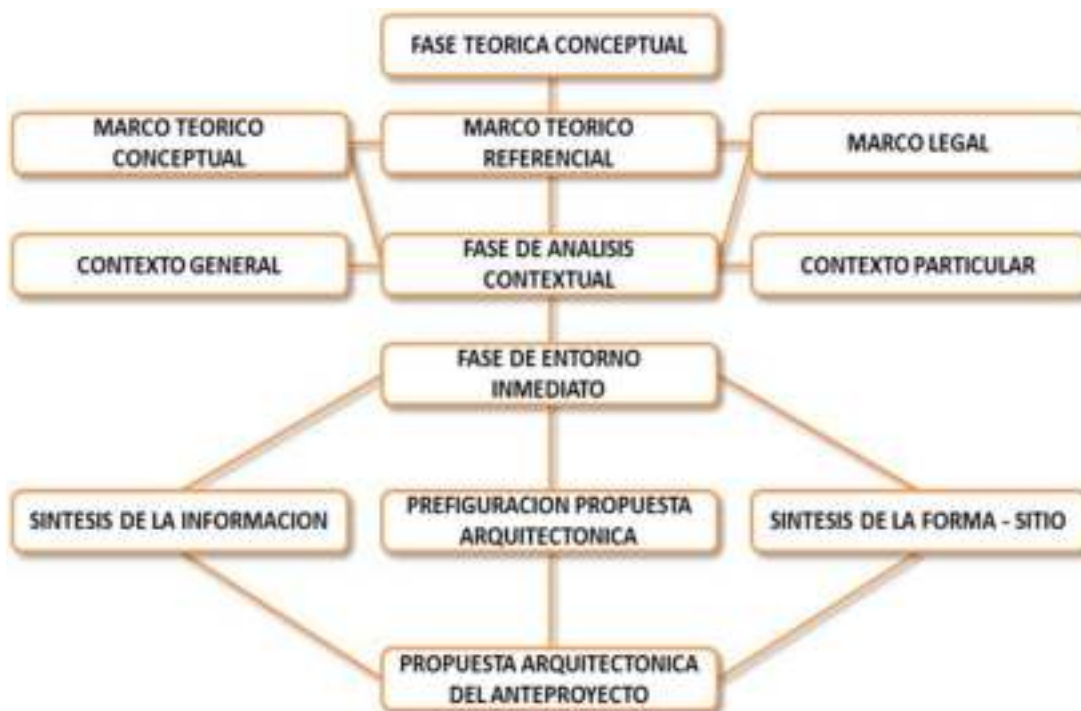 FASE TEORICA CONCEPTUAL
MARCO TEORICO
CONCEPTUAL
MARCO TEORICO
REFERENCIAL
MARCO LEGAL
CONTEXTO GENERAL
FASE DE ANALISIS
CONTEXTUAL
CONTEXTO PARTICULAR
FASE DE ENTORNO
INMEDIATO
SINTESIS DE LA INFORMACION
PREFIGURACION PROPUESTA
ARQUITECTONICA
SINTESIS DE LA FORMA - SITIO
PROPUESTA ARQUITECTONICA
DEL ANTEPROYECTO